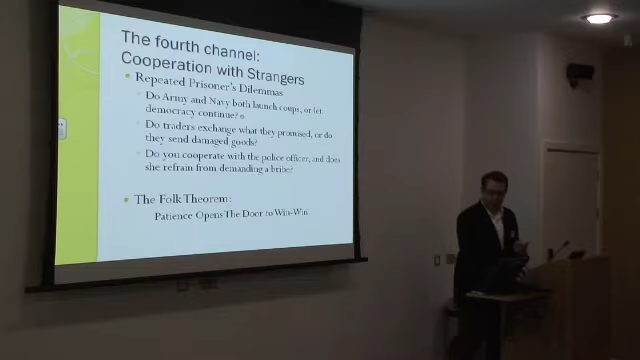 The fourth channel:
Cooperation with Strangers
Repeated Prisoner's Dilemmas
Do Army and Navy both launch coups, or let
democracy continue?
Do traders exchange what they promised, or do
they send damaged goods?
Do you cooperate with the police officer, and does
she refrain from demanding a bribe?
The Folk Theorem:
Patience Opens The Door to Win-Win